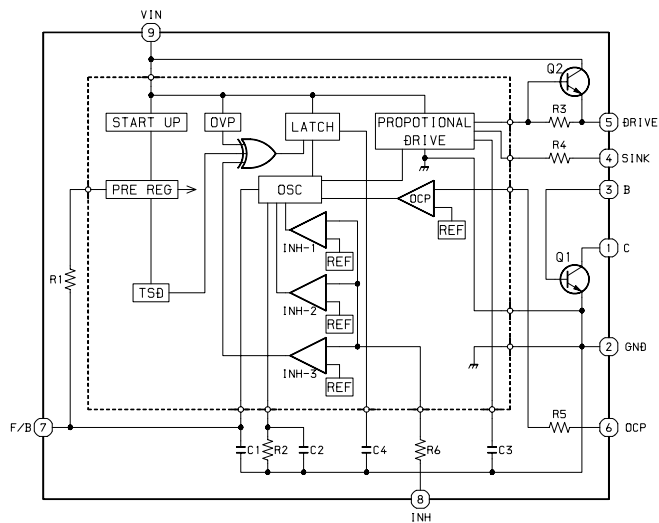 VIN
9
Q2
START UP
OVP
LATCH
PROPOTIONAL
DRIVE
R3
5
DRIVE
R4
4
SINK
PRE REG
OSC
OCP
3
B
REF
INH-1
REF
1
C
Q1
R1
TSD
INH-2
REF
INH-3
REF
2
GND
F/B
7
R5
6
OCP
C1
R2
C2
C4
R6
C3
8
INH